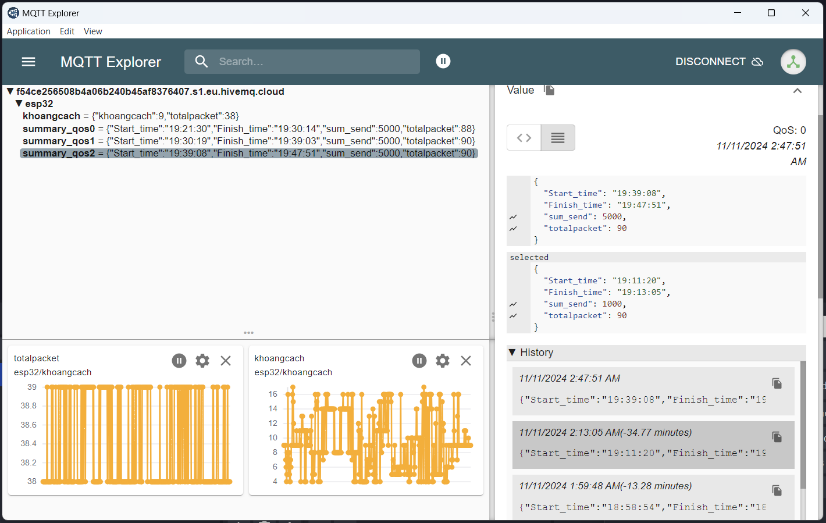 MQTT Explorer
Application Edit View
MQTT Explorer
Search...
DISCONNECT
f54ce256508b4a06b240b45af8376407.s1.eu.hivemq.cloud
esp32
khoangcach = {"khoangcach":9,"totalpacket":38}
summary_qos0 = {"Start_time":"19:21:30","Finish_time":"19:30:14","sum_send":5000,"totalpacket":88}
summary_qos1 = {"Start_time":"19:30:19","Finish_time":"19:39:03","sum_send":5000,"totalpacket":90}
summary_qos2 = {"Start_time":"19:39:08","Finish_time":"19:47:51","sum_send":5000,"totalpacket":90}
totalpacket
esp32/khoangcach
39
38.8
38.6
38.4
38.2
38
khoangcach
esp32/khoangcach
16
14
12
10
8
6
4
Value
QoS: 0
11/11/2024 2:47:51
AM
{
"Start_time": "19:39:08",
"Finish_time": "19:47:51",
"sum_send": 5000,
"totalpacket": 90
}
selected
{
"Start_time": "19:11:20",
"Finish_time": "19:13:05",
"sum_send": 1000,
"totalpacket": 90
}
History
11/11/2024 2:47:51 AM
{"Start_time":"19:39:08","Finish_time":"19
11/11/2024 2:13:05 AM(-34.77 minutes)
{"Start_time":"19:11:20","Finish_time":"19
11/11/2024 1:59:48 AM(-13.28 minutes)
{"Start_time":"18:58:54","Finish_time":"18